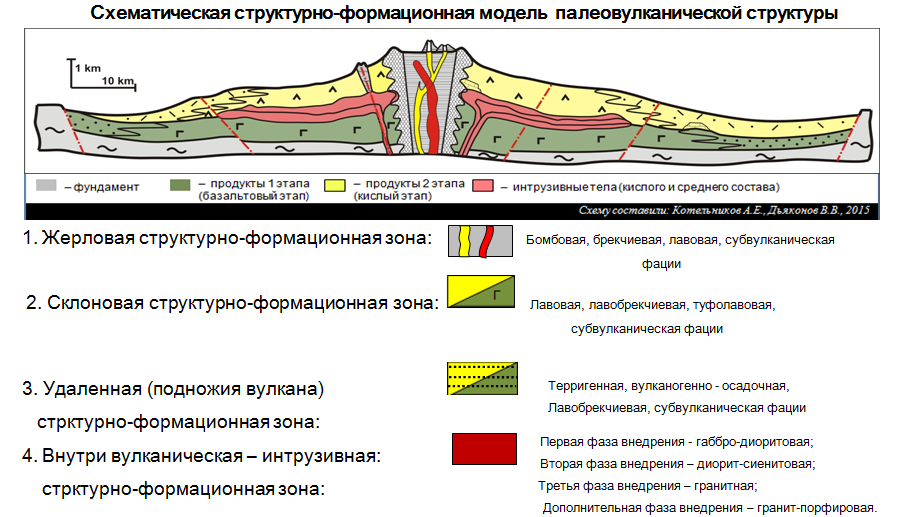 Схематическая структурно-формационная модель палеовулканической структуры
1 km
10 km
– фундамент
– продукты 1 этапа
(базальтовый этап)
– продукты 2 этапа
(кислый этап)
– интрузивные тела (кислого и среднего состава)
Схему составили: Котельников А.Е., Дьяконов В.В., 2015
1. Жерловая структурно-формационная зона:
Бомбовая, брекчиевая, лавовая, субвулканическая
фации
2. Склоновая структурно-формационная зона:
Г
Лавовая, лавобрекчиевая, туфолавовая,
субвулканическая фации
3. Удаленная (подножия вулкана)
стрктурно-формационная зона:
Терригенная, вулканогенно - осадочная,
Лавобрекчиевая, субвулканическая фации
4. Внутри вулканическая – интрузивная:
стрктурно-формационная зона:
Первая фаза внедрения - габбро-диоритовая;
Вторая фаза внедрения – диорит-сиенитовая;
Третья фаза внедрения – гранитная;
Дополнительная фаза внедрения – гранит-порфировая.